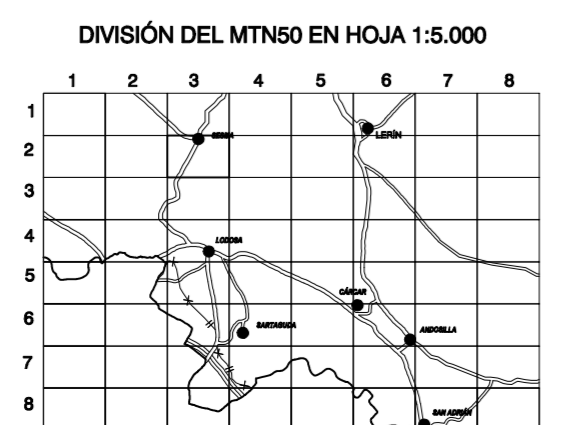 DIVISIÓN DEL MTN50 EN HOJA 1:5.000
1 2 3 4 5 6 7 8
1
LERÍN
SESMA
2
3
4
LODOSA
5
CÁRCAR
6
SARTAGUDA
ANDOSILLA
7
8
SAN ADRIÁN